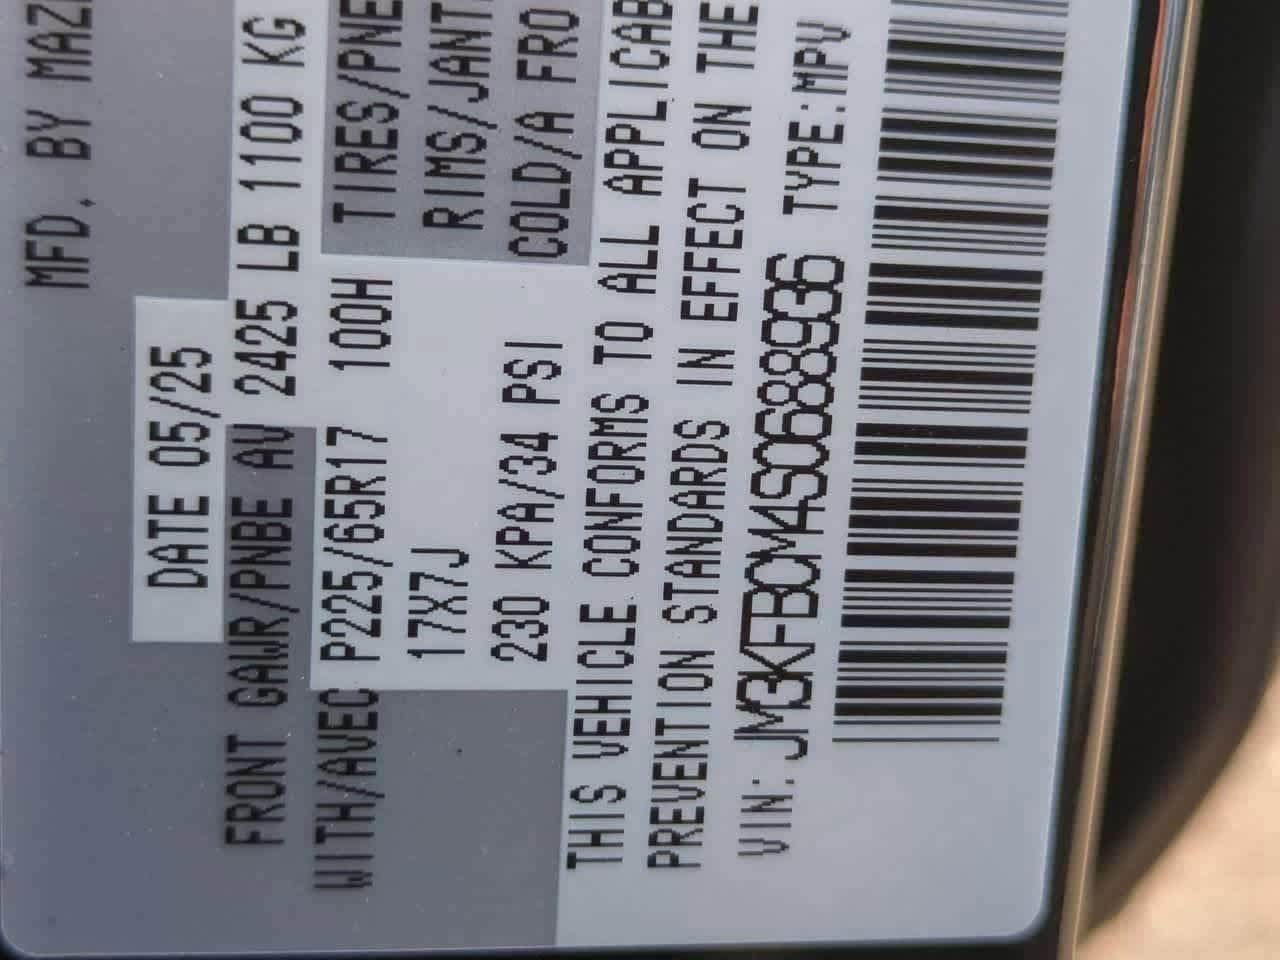 MFD. BY MAZ
DATE 05/25
FRONT GAWR/PNBE AV 2425 LB 1100 KG
WITH/AVEC P225/65R17 100H TIRES/PNE
17X7J RIMS/JANT
230 KPA/34 PSI COLD/A FRO
THIS VEHICLE CONFORMS TO ALL APPLICAB
PREVENTION STANDARDS IN EFFECT ON THE
VIN: JM3KFBCM4S0688936 TYPE:MPV